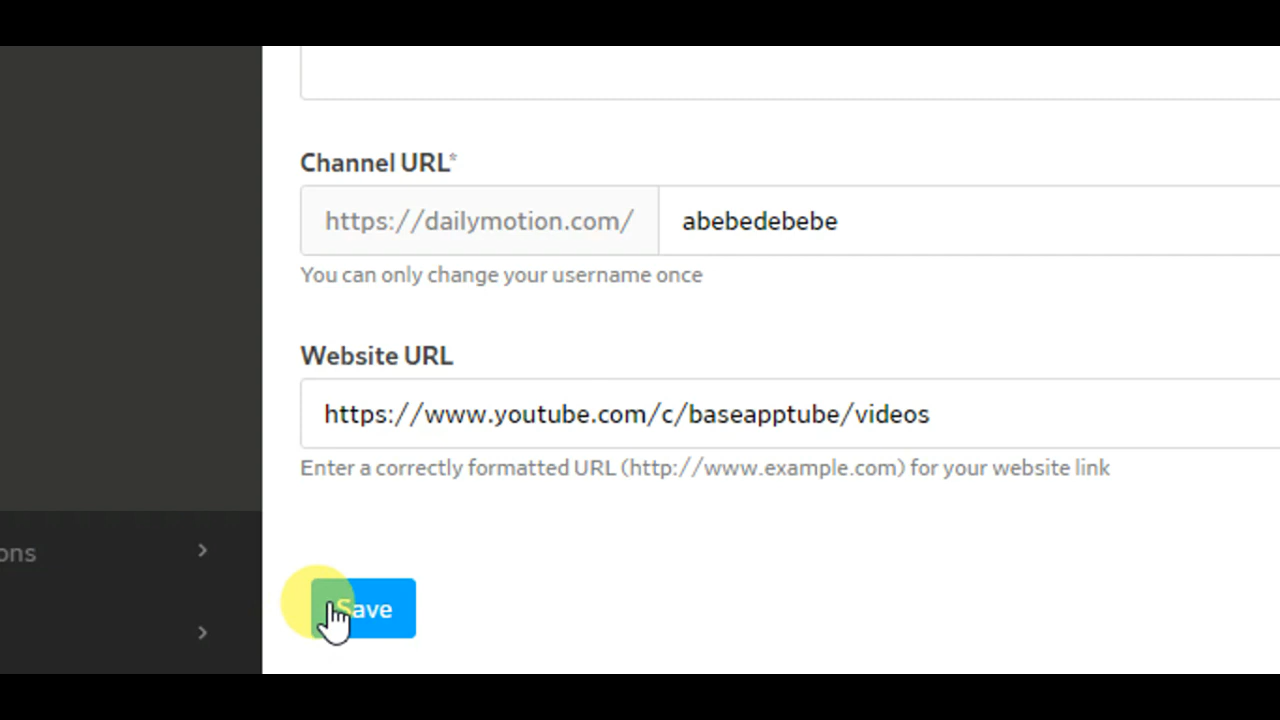 Channel URL*
https://dailymotion.com/ abebedebebe
You can only change your username once
Website URL
https://www.youtube.com/c/baseapptube/videos
Enter a correctly formatted URL (http://www.example.com) for your website link
ons
Save